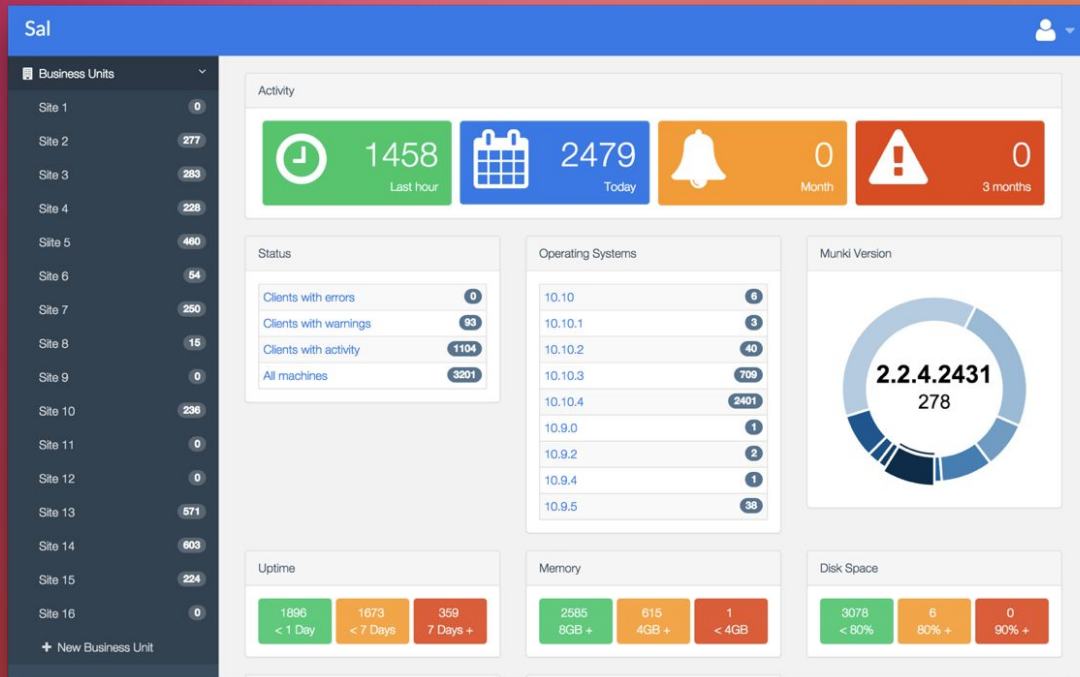 Sal
Business Units
Site 1 0
Site 2 277
Site 3 283
Site 4 228
Slite 5 460
Site 6 54
Site 7 250
Site 8 15
Site 9 0
Site 10 236
Site 11 0
Site 12 0
Site 13 571
Site 14 603
Site 15 224
Site 16 0
+ New Business Unit
Activity
1458
Last hour
2479
Today
0
Month
0
3 months
Status
Clients with errors 0
Clients with warnings 93
Clients with activity 1104
All machines 3201
Operating Systems
10.10 6
10.10.1 3
10.10.2 40
10.10.3 709
10.10.4 2401
10.9.0 1
10.9.2 2
10.9.4 1
10.9.5 38
Munki Version
2.2.4.2431
278
Uptime
1896
< 1 Day
1673
< 7 Days
359
7 Days +
Memory
2585
8GB +
615
4GB +
1
< 4GB
Disk Space
3078
< 80%
6
80% +
0
90% +